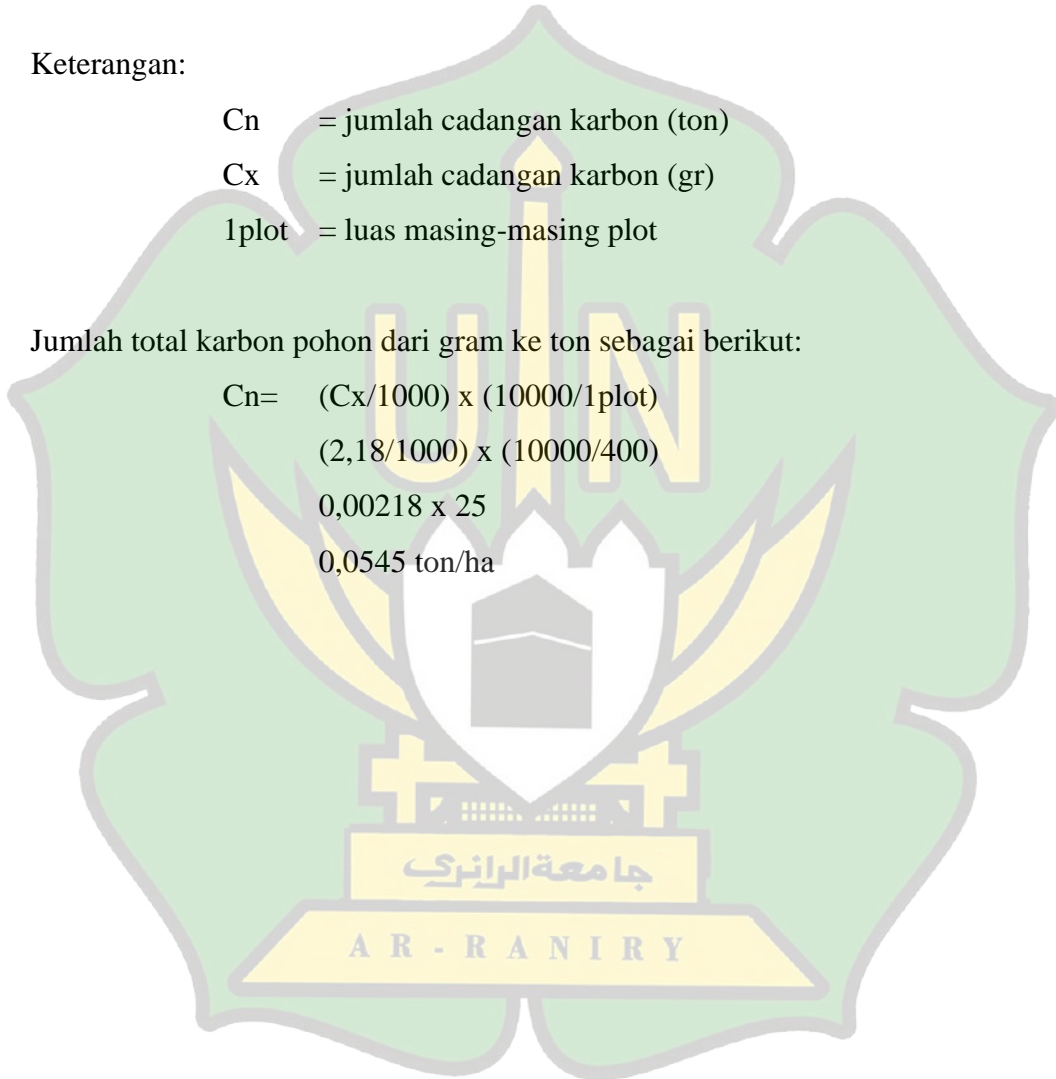 Keterangan:
Cn = jumlah cadangan karbon (ton)
Cx = jumlah cadangan karbon (gr)
1plot = luas masing-masing plot
Jumlah total karbon pohon dari gram ke ton sebagai berikut:
Cn= (Cx/1000) x (10000/1plot)
(2,18/1000) x (10000/400)
0,00218 x 25
0,0545 ton/ha
UIN
جامعةالرانري
AR-RANIRY